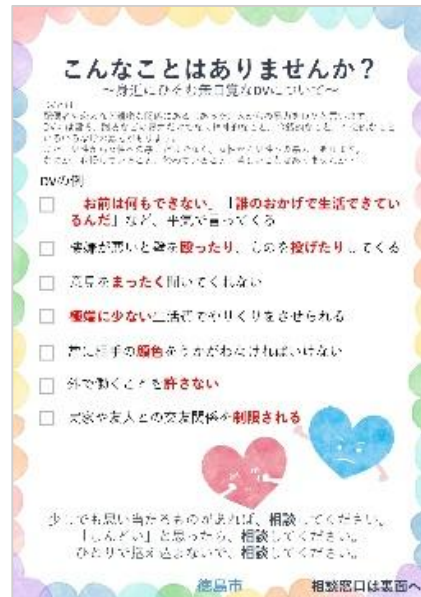 こんなことはありませんか？
～身近にひそむ無自覚なDVについて～
DVとは
DVの例
「お前は何もできない」「誰のおかげで生活できてい
るんだ」など、平気で言ってくる
機嫌が悪いと壁を殴ったり、ものを投げたりしてくる
意見をまったく聞いてくれない
極端に少ない生活費でやりくりをさせられる
常に相手の顔色をうかがわなければいけない
外で働くことを許さない
実家や友人との交友関係を制限される
少しでも思い当たるものがあれば、相談してください。
「しんどい」と思ったら、相談してください。
ひとりで抱え込まないで、相談してください。
徳島市
相談窓口は裏面へ